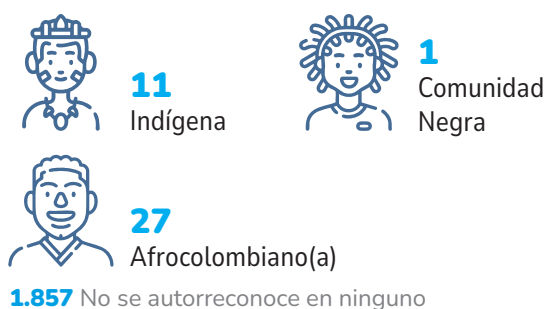 11
Indígena
1
Comunidad
Negra
27
Afrocolombiano(a)
1.857 No se autorreconoce en ninguno